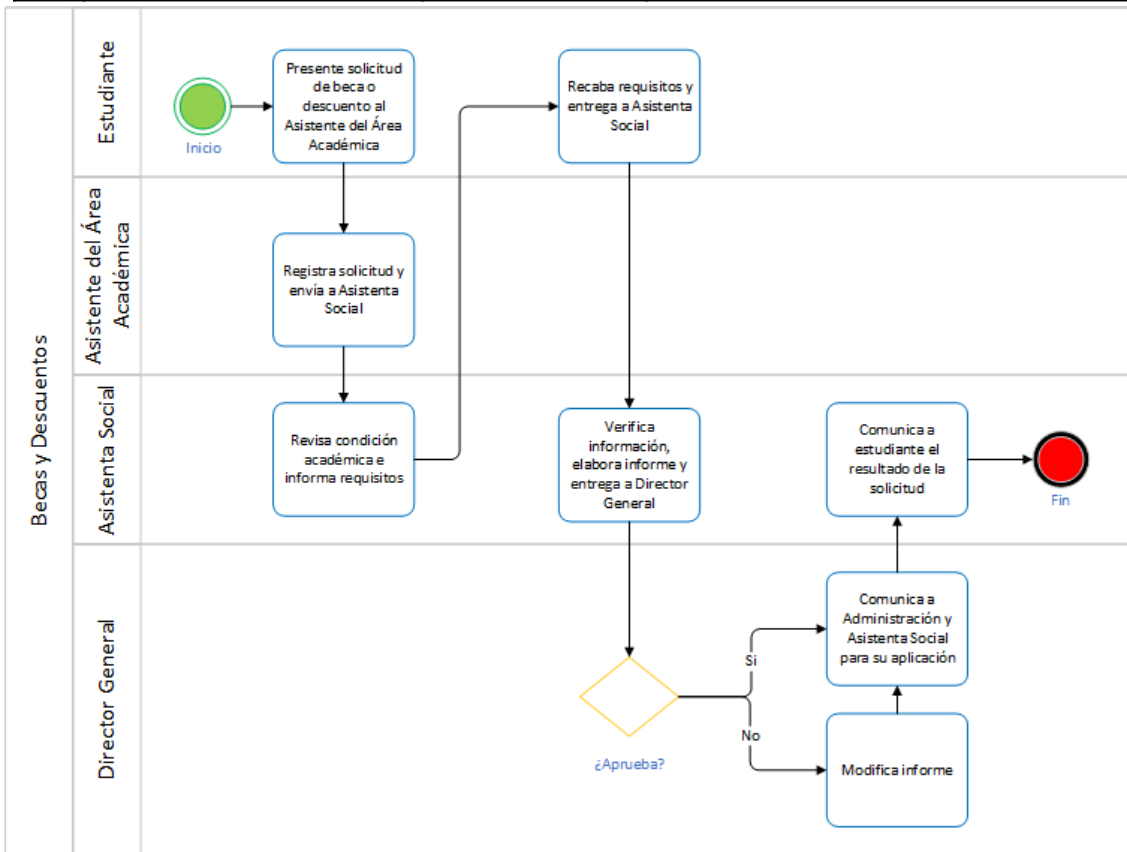 Becas y Descuentos
Estudiante
Inicio
Presente solicitud
de beca o
descuento al
Asistente del Área
Académica
Recaba requisitos y
entrega a Asistenta
Social
Asistente del Área
Académica
Registra solicitud y
envía a Asistenta
Social
Asistenta Social
Revisa condición
académica e
informa requisitos
Verifica
información,
elabora informe y
entrega a Director
General
Comunica a
estudiante el
resultado de la
solicitud
Fin
Director General
¿Aprueba?
Si
No
Comunica a
Administración y
Asistenta Social
para su aplicación
Modifica informe